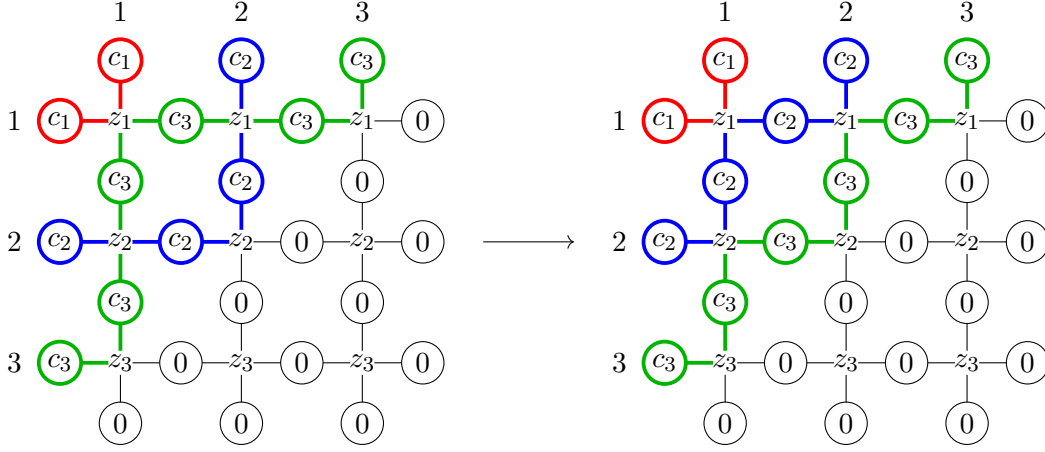 1 2 3 1 2 3
c₁ c₂ c₃ c₁ c₂ c₃
1 c₁ z₁ c₃ z₁ c₃ z₁ 0 1 c₁ z₁ c₂ z₁ c₃ z₁ 0
c₃ c₂ 0 c₂ c₃ 0
2 c₂ z₂ c₂ z₂ 0 z₂ 0 2 c₂ z₂ c₃ z₂ 0 z₂ 0
c₃ 0 0 c₃ 0 0
3 c₃ z₃ 0 z₃ 0 z₃ 0 3 c₃ z₃ 0 z₃ 0 z₃ 0
0 0 0 0 0 0